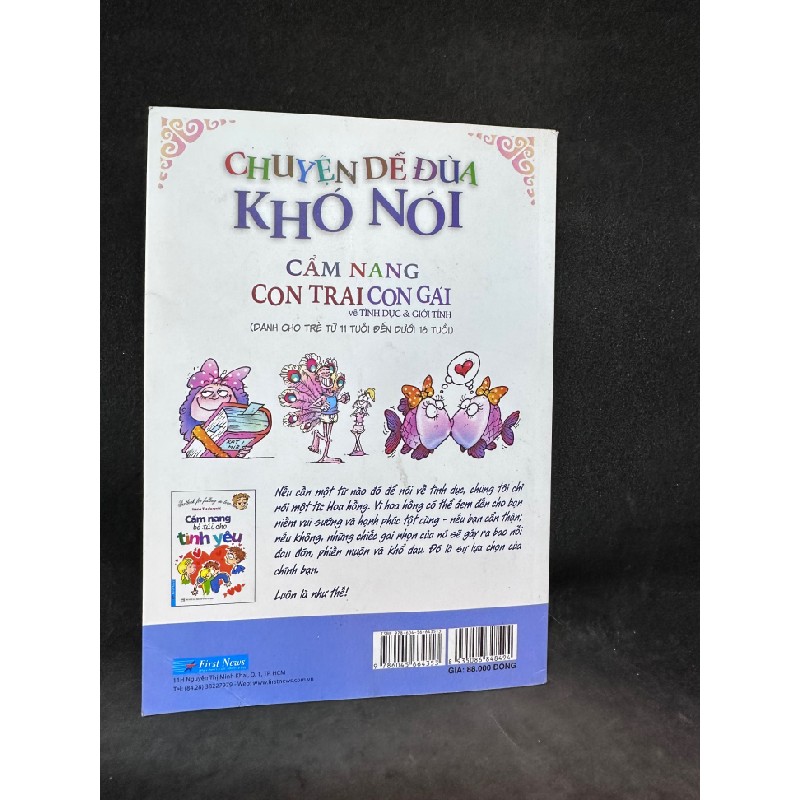 CHUYỆN DỄ ĐÙA
KHÓ NÓI
CẨM NANG
CON TRAI CON GÁI
về TÌNH DỤC & GIỚI TÍNH
(DÀNH CHO TRẺ TỪ 11 TUỔI ĐẾN DƯỚI 16 TUỔI)
Nếu cần một từ nào đó để nói về tình dục, chúng tôi chỉ
nói một từ: Hoa hồng. Vì hoa hồng có thể đem đến cho bạn
niềm vui sướng và hạnh phúc tột cùng - nếu bạn cẩn thận,
nếu không, những chiếc gai nhọn của nó sẽ gây ra bao nỗi
đau đớn, phiền muộn và khổ đau. Đó là sự lựa chọn của
chính bạn.
Luôn là như thế!
Cẩm nang
bỏ túi cho
tình yêu
First News
GIÁ: 88.000 ĐỒNG